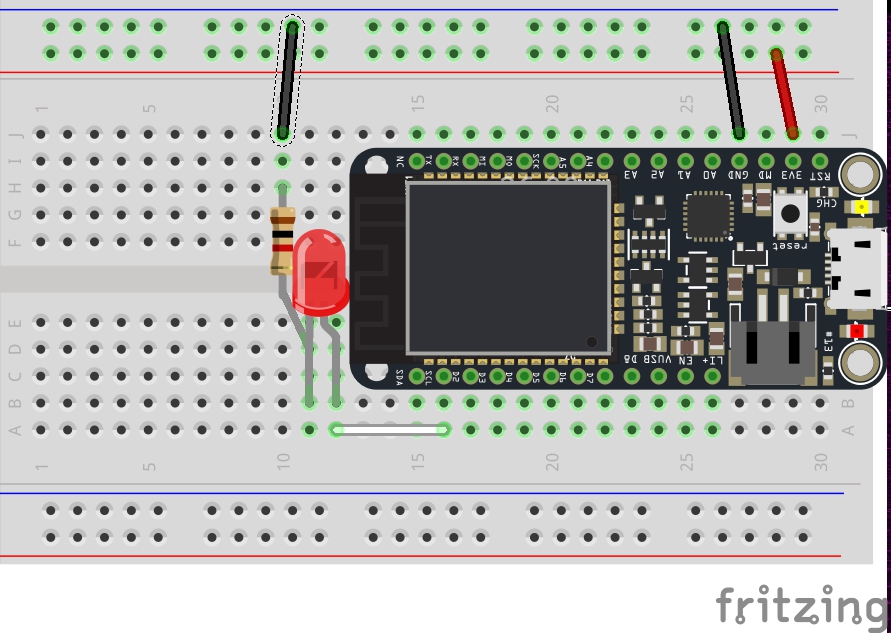 1 5 15 20 25 30
J J
NC TX RX MI MO SCK A5 A4 A3 A2 A1 A0 GND MD 3V3 RST
I
CHG
H
G
reset
F
E
#13
D
A7
SDA SCL D2 D3 D4 D5 D6 D7 D8 VUSB EN LI+
C
B B
A A
1 5 10 15 20 25 30
fritzing